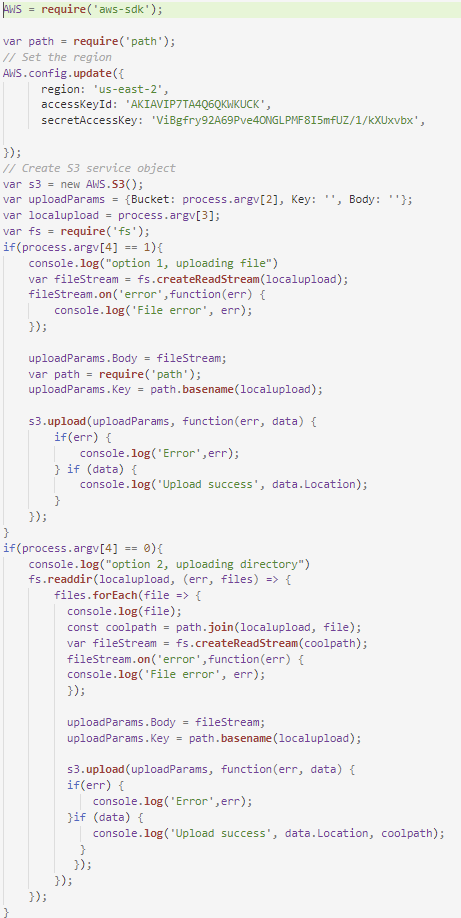 AWS = require('aws-sdk');
var path = require('path');
// Set the region
AWS.config.update({
region: 'us-east-2',
accessKeyId: 'AKIAVIP7TA4Q6QKWKUCK',
secretAccessKey: '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',
});
// Create S3 service object
var s3 = new AWS.S3();
var uploadParams = {Bucket: process.argv[2], Key: '', Body: ''};
var localupload = process.argv[3];
var fs = require('fs');
if(process.argv[4] == 1){
console.log("option 1, uploading file")
var fileStream = fs.createReadStream(localupload);
fileStream.on('error',function(err) {
console.log('File error', err);
});
uploadParams.Body = fileStream;
var path = require('path');
uploadParams.Key = path.basename(localupload);
s3.upload(uploadParams, function(err, data) {
if(err) {
console.log('Error',err);
} if (data) {
console.log('Upload success', data.Location);
}
});
}
if(process.argv[4] == 0){
console.log("option 2, uploading directory")
fs.readdir(localupload, (err, files) => {
files.forEach(file => {
console.log(file);
const coolpath = path.join(localupload, file);
var fileStream = fs.createReadStream(coolpath);
fileStream.on('error',function(err) {
console.log('File error', err);
});
uploadParams.Body = fileStream;
uploadParams.Key = path.basename(localupload);
s3.upload(uploadParams, function(err, data) {
if(err) {
console.log('Error',err);
}if (data) {
console.log('Upload success', data.Location, coolpath);
}
});
});
});
}